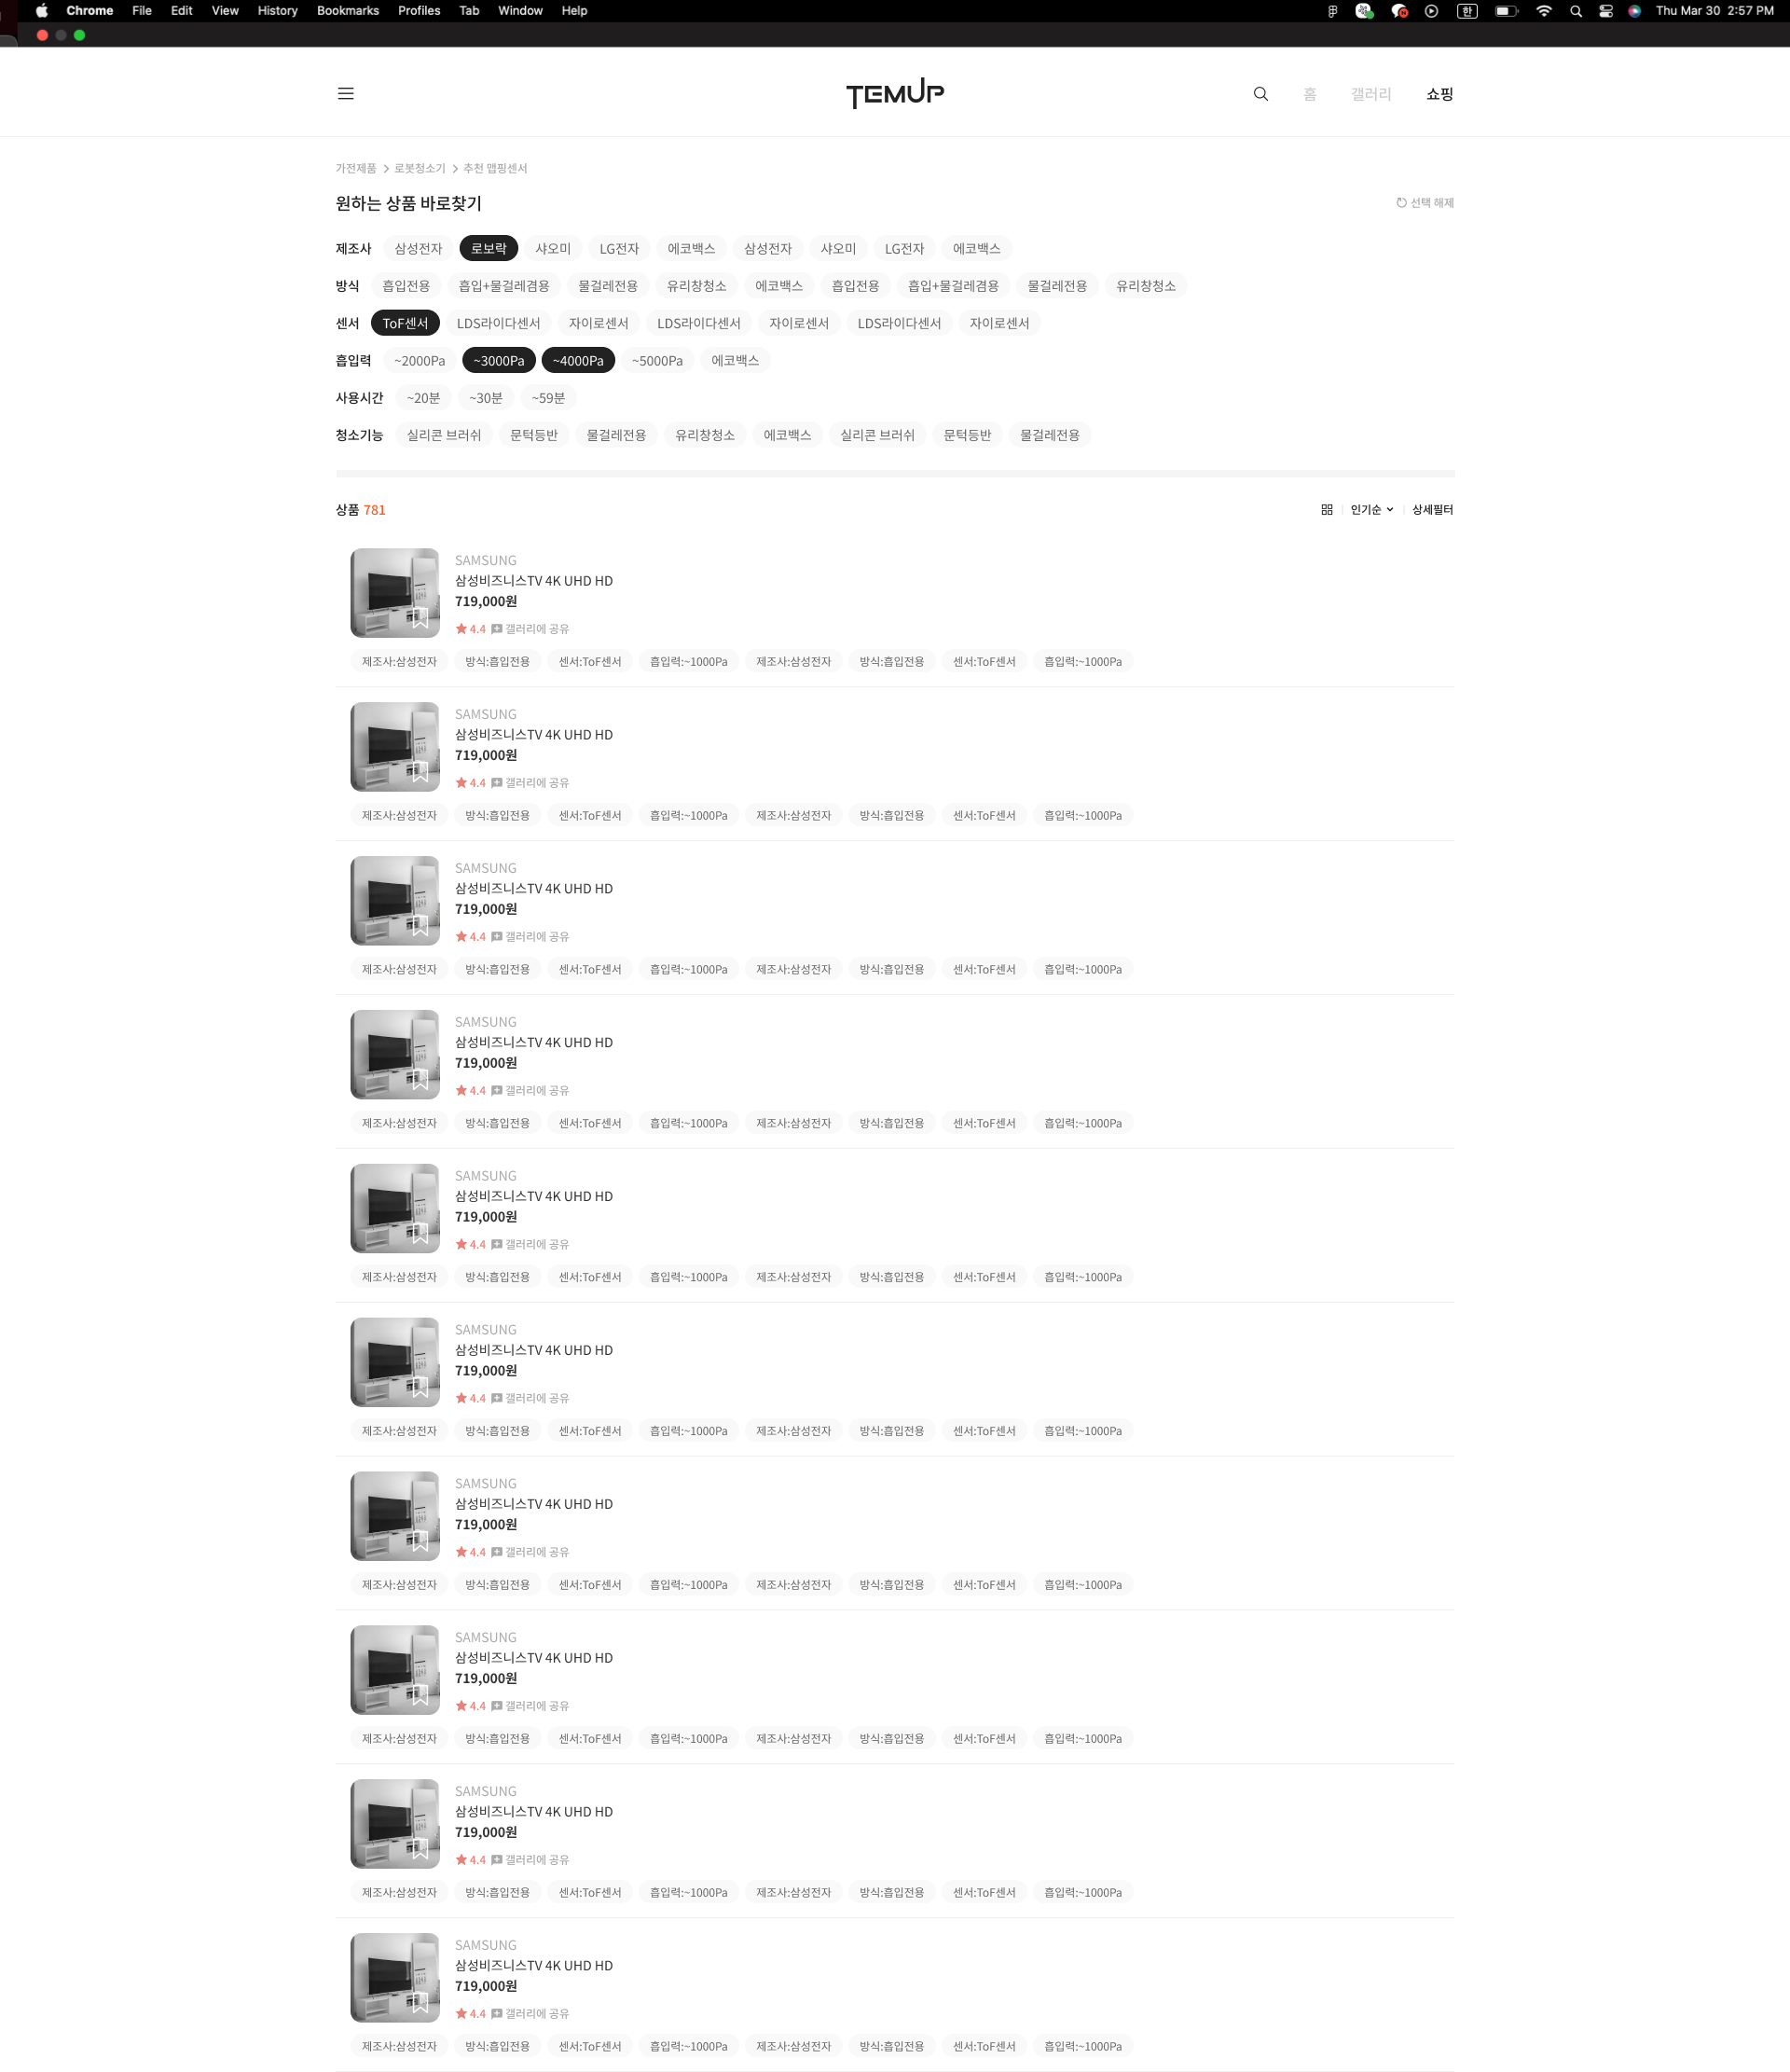 Chrome File Edit View History Bookmarks Profiles Tab Window Help 한 Thu Mar 30 2:57 PM
TEMUP 홈 갤러리 쇼핑
가전제품 > 로봇청소기 > 추천 맵핑센서
원하는 상품 바로찾기 선택 해제
제조사 삼성전자 로보락 샤오미 LG전자 에코백스 삼성전자 샤오미 LG전자 에코백스
방식 흡입전용 흡입+물걸레겸용 물걸레전용 유리창청소 에코백스 흡입전용 흡입+물걸레겸용 물걸레전용 유리창청소
센서 ToF센서 LDS라이다센서 자이로센서 LDS라이다센서 자이로센서 LDS라이다센서 자이로센서
흡입력 ~2000Pa ~3000Pa ~4000Pa ~5000Pa 에코백스
사용시간 ~20분 ~30분 ~59분
청소기능 실리콘 브러쉬 문턱등반 물걸레전용 유리창청소 에코백스 실리콘 브러쉬 문턱등반 물걸레전용
상품 781 인기순 상세필터
SAMSUNG
삼성비즈니스TV 4K UHD HD
719,000원
4.4 갤러리에 공유
제조사:삼성전자 방식:흡입전용 센서:ToF센서 흡입력:~1000Pa 제조사:삼성전자 방식:흡입전용 센서:ToF센서 흡입력:~1000Pa
SAMSUNG
삼성비즈니스TV 4K UHD HD
719,000원
4.4 갤러리에 공유
제조사:삼성전자 방식:흡입전용 센서:ToF센서 흡입력:~1000Pa 제조사:삼성전자 방식:흡입전용 센서:ToF센서 흡입력:~1000Pa
SAMSUNG
삼성비즈니스TV 4K UHD HD
719,000원
4.4 갤러리에 공유
제조사:삼성전자 방식:흡입전용 센서:ToF센서 흡입력:~1000Pa 제조사:삼성전자 방식:흡입전용 센서:ToF센서 흡입력:~1000Pa
SAMSUNG
삼성비즈니스TV 4K UHD HD
719,000원
4.4 갤러리에 공유
제조사:삼성전자 방식:흡입전용 센서:ToF센서 흡입력:~1000Pa 제조사:삼성전자 방식:흡입전용 센서:ToF센서 흡입력:~1000Pa
SAMSUNG
삼성비즈니스TV 4K UHD HD
719,000원
4.4 갤러리에 공유
제조사:삼성전자 방식:흡입전용 센서:ToF센서 흡입력:~1000Pa 제조사:삼성전자 방식:흡입전용 센서:ToF센서 흡입력:~1000Pa
SAMSUNG
삼성비즈니스TV 4K UHD HD
719,000원
4.4 갤러리에 공유
제조사:삼성전자 방식:흡입전용 센서:ToF센서 흡입력:~1000Pa 제조사:삼성전자 방식:흡입전용 센서:ToF센서 흡입력:~1000Pa
SAMSUNG
삼성비즈니스TV 4K UHD HD
719,000원
4.4 갤러리에 공유
제조사:삼성전자 방식:흡입전용 센서:ToF센서 흡입력:~1000Pa 제조사:삼성전자 방식:흡입전용 센서:ToF센서 흡입력:~1000Pa
SAMSUNG
삼성비즈니스TV 4K UHD HD
719,000원
4.4 갤러리에 공유
제조사:삼성전자 방식:흡입전용 센서:ToF센서 흡입력:~1000Pa 제조사:삼성전자 방식:흡입전용 센서:ToF센서 흡입력:~1000Pa
SAMSUNG
삼성비즈니스TV 4K UHD HD
719,000원
4.4 갤러리에 공유
제조사:삼성전자 방식:흡입전용 센서:ToF센서 흡입력:~1000Pa 제조사:삼성전자 방식:흡입전용 센서:ToF센서 흡입력:~1000Pa
SAMSUNG
삼성비즈니스TV 4K UHD HD
719,000원
4.4 갤러리에 공유
제조사:삼성전자 방식:흡입전용 센서:ToF센서 흡입력:~1000Pa 제조사:삼성전자 방식:흡입전용 센서:ToF센서 흡입력:~1000Pa